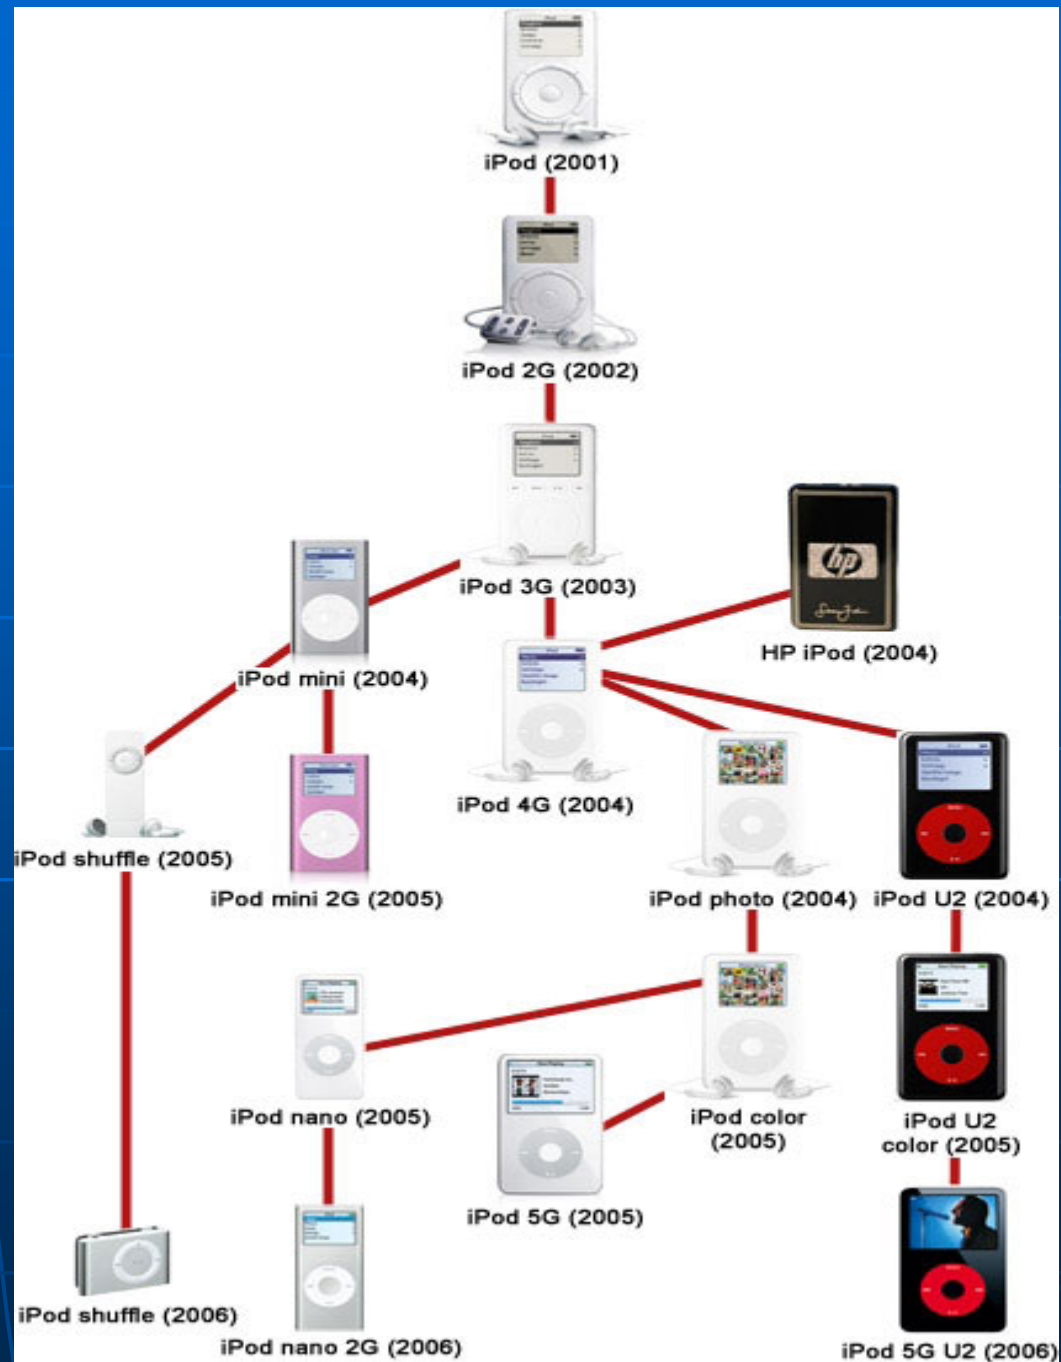 iPod (2001)
iPod 2G (2002)
iPod 3G (2003)
hp
HP iPod (2004)
iPod mini (2004)
iPod 4G (2004)
iPod shuffle (2005)
iPod mini 2G (2005)
iPod photo (2004)
iPod U2 (2004)
iPod nano (2005)
iPod color
(2005)
iPod U2
color (2005)
iPod 5G (2005)
iPod shuffle (2006)
iPod nano 2G (2006)
iPod 5G U2 (2006)